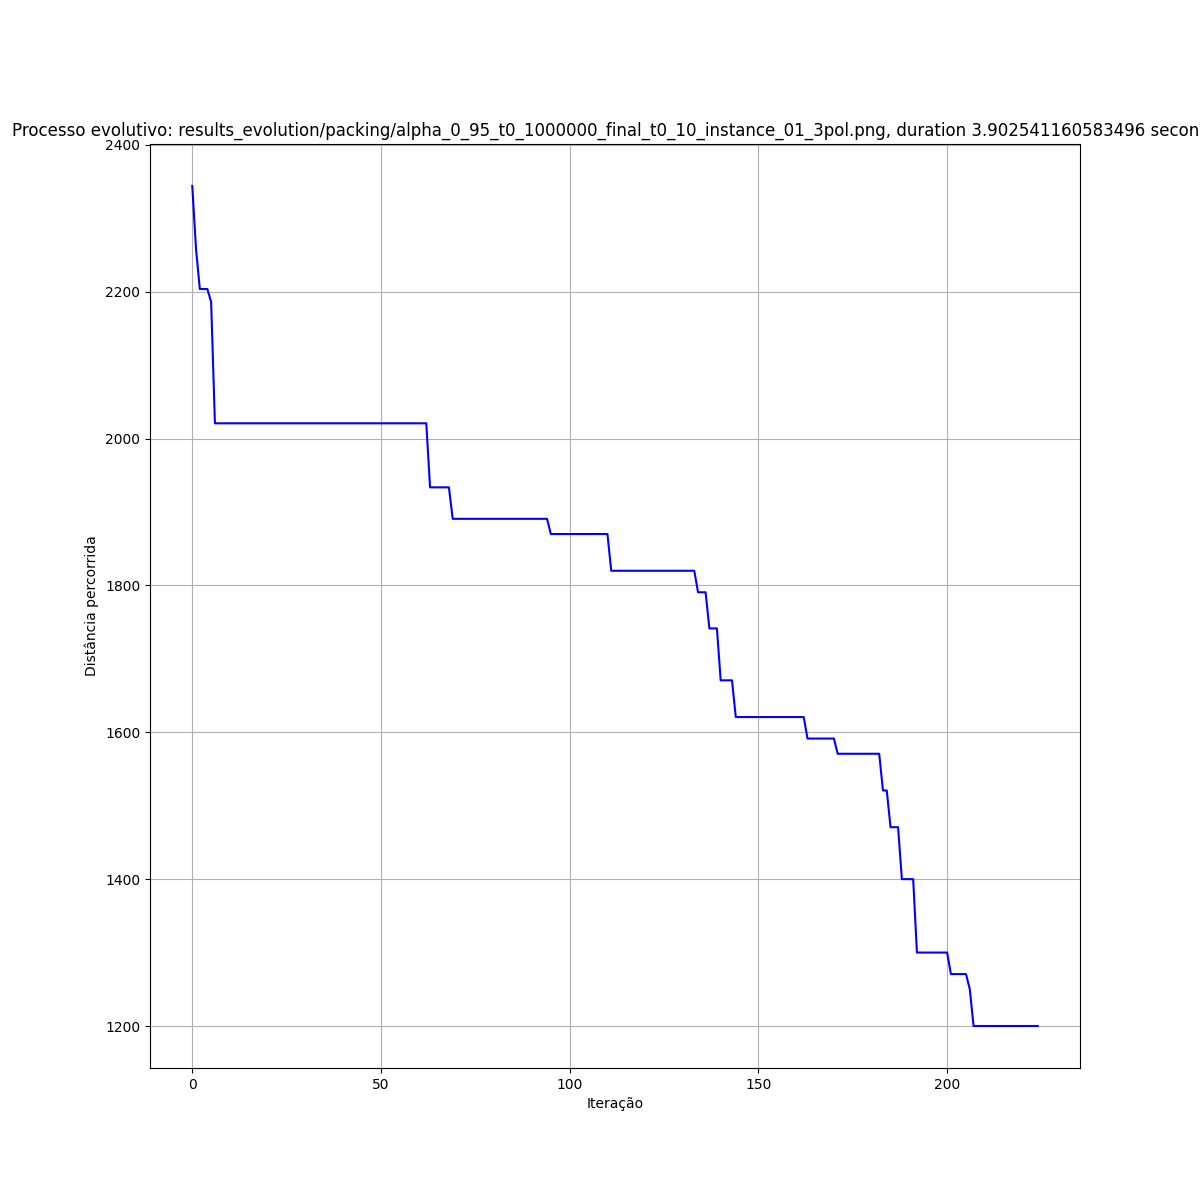 Processo evolutivo: results_evolution/packing/alpha_0_95_t0_1000000_final_t0_10_instance_01_3pol.png, duration 3.902541160583496 secon
2400
2200
2000
1800
1600
1400
1200
Distância percorrida
0 50 100 150 200
Iteração